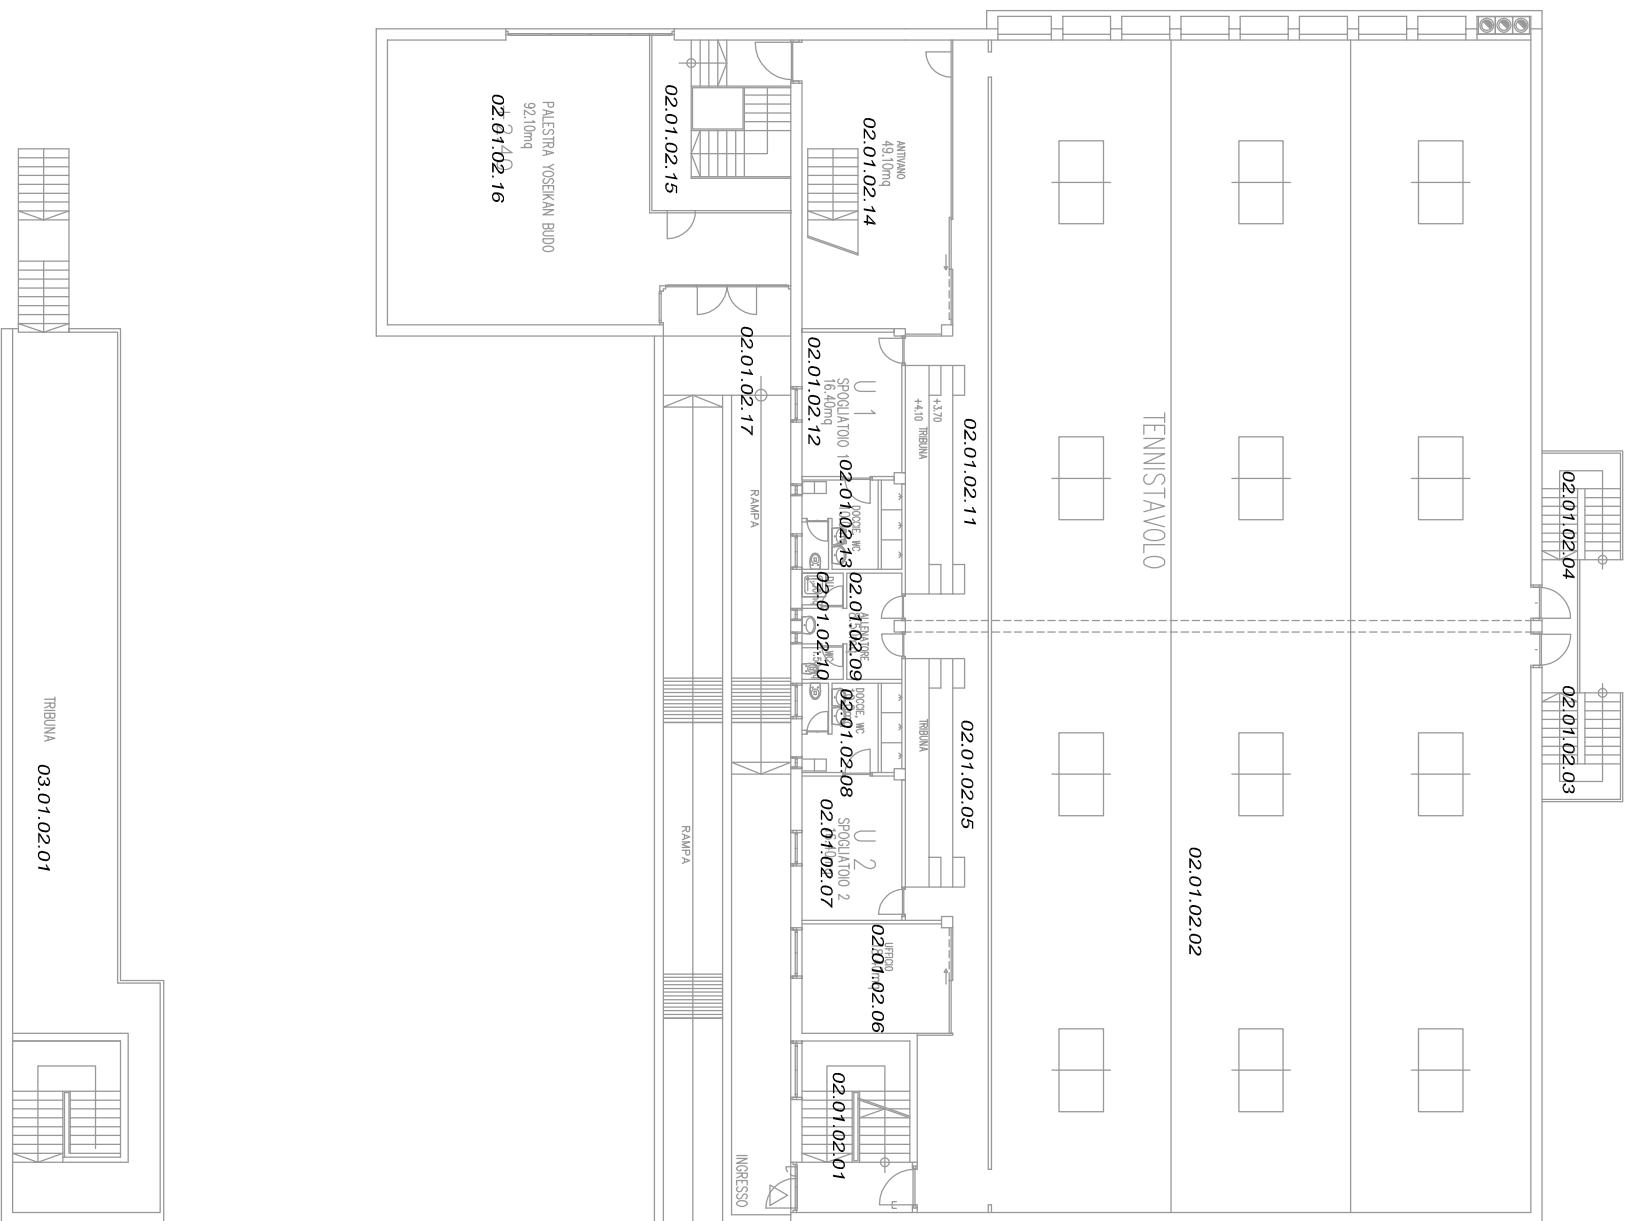 PALESTRA YOSEIKAN BUDO
92.10mq
02.01.02.16
02.01.02.15
ANTIVANO
49.10mq
02.01.02.14
02.01.02.17
U 1
SPOGLIATOIO 1
16.40mq
02.01.02.12
+3.70
+4.10 TRIBUNA
02.01.02.11
TENNISTAVOLO
02.01.02.04
RAMPA
DOCCE, WC
02.01.02.13
ALLENATORE
02.01.02.09
02.01.02.10
WC
DOCCE, WC
02.01.02.08
TRIBUNA
02.01.02.05
02.01.02.03
TRIBUNA
03.01.02.01
RAMPA
U 2
SPOGLIATOIO 2
02.01.02.07
02.01.02.02
UFFICIO
02.01.02.06
02.01.02.01
INGRESSO